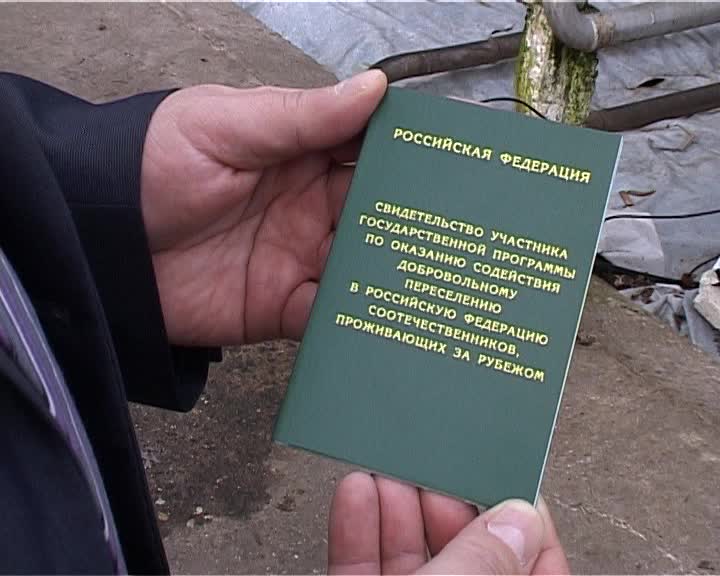 РОССИЙСКАЯ ФЕДЕРАЦИЯ
СВИДЕТЕЛЬСТВО УЧАСТНИКА
ГОСУДАРСТВЕННОЙ ПРОГРАММЫ
ПО ОКАЗАНИЮ СОДЕЙСТВИЯ
ДОБРОВОЛЬНОМУ
ПЕРЕСЕЛЕНИЮ
В РОССИЙСКУЮ ФЕДЕРАЦИЮ
СООТЕЧЕСТВЕННИКОВ,
ПРОЖИВАЮЩИХ ЗА РУБЕЖОМ